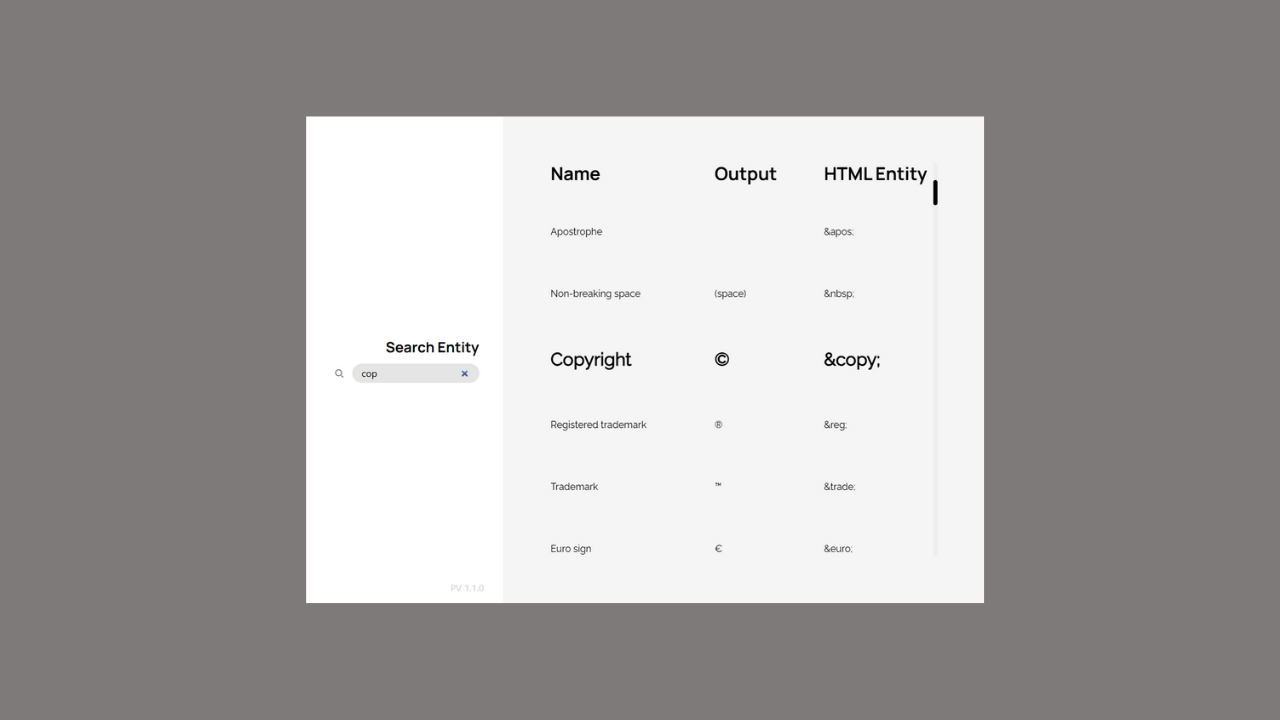 Name Output HTML Entity
Apostrophe &apos;
Non-breaking space (space) &nbsp;
Search Entity
cop
Copyright © &copy;
Registered trademark ® &reg;
Trademark ™ &trade;
Euro sign € &euro;
PV 1.1.0